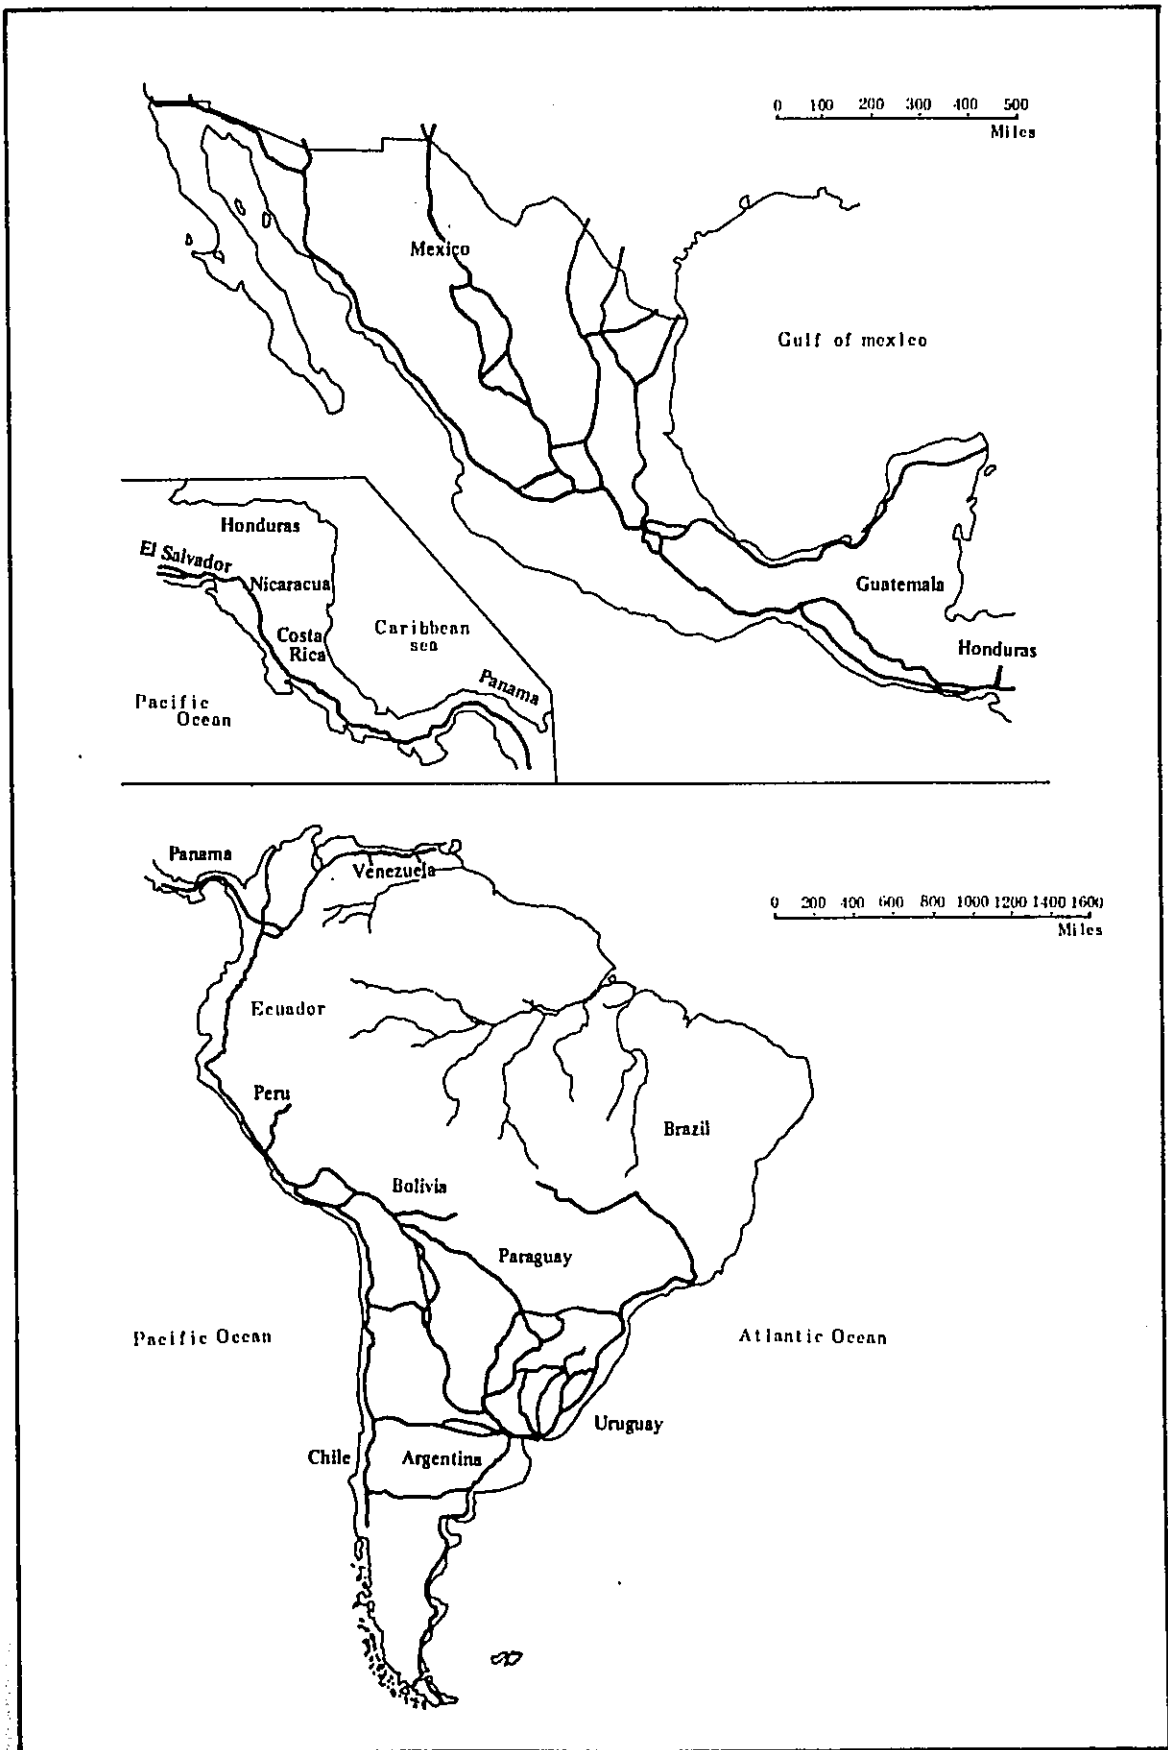 0 100 200 300 400 500
Miles
Mexico
Gulf of mexico
Honduras
El Salvador
Nicaracua
Guatemala
Costa
Rica
Caribbean
sea
Honduras
Panama
Pacific
Ocean
Panama
Venezuela
0 200 400 600 800 1000 1200 1400 1600
Miles
Ecuador
Peru
Brazil
Bolivia
Paraguay
Pacific Ocean
Atlantic Ocean
Uruguay
Chile
Argentina